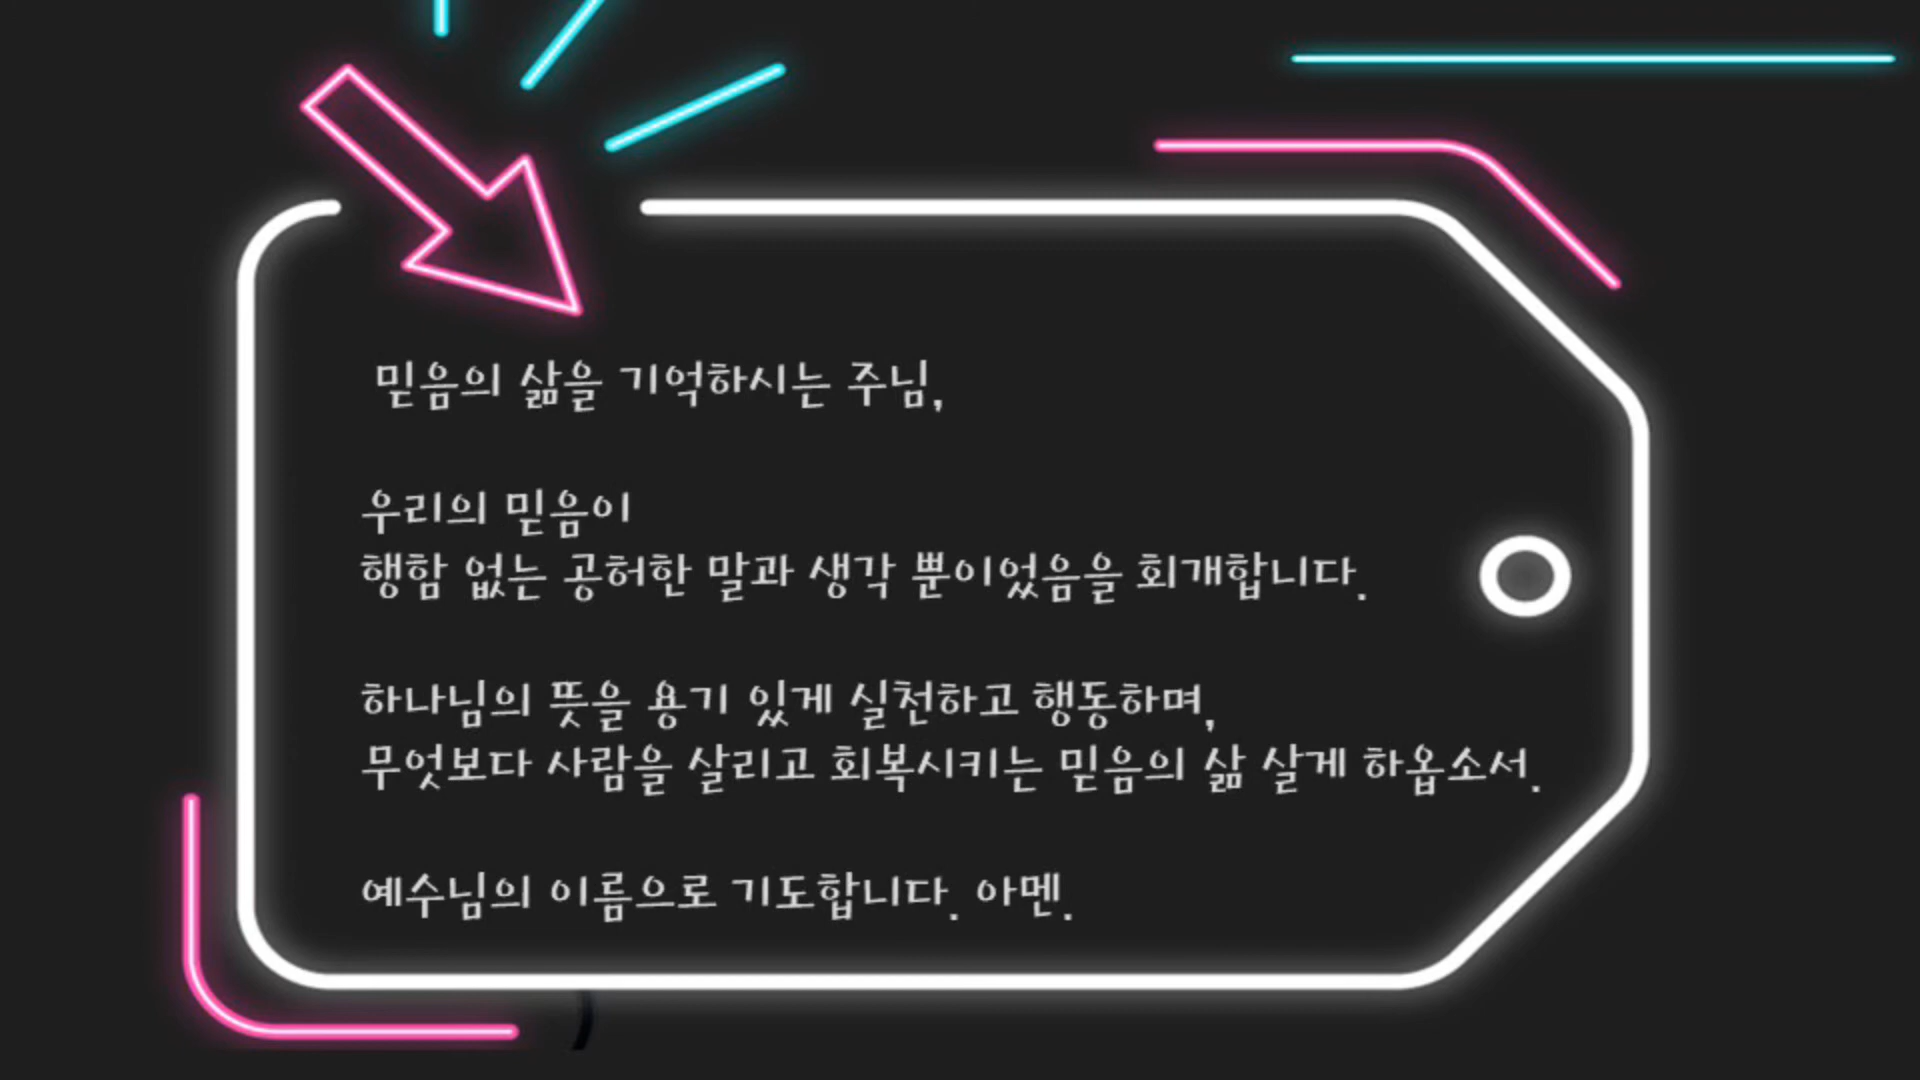 믿음의 삶을 기억하시는 주님,
우리의 믿음이
행함 없는 공허한 말과 생각 뿐이었음을 회개합니다.
하나님의 뜻을 용기 있게 실천하고 행동하며,
무엇보다 사람을 살리고 회복시키는 믿음의 삶 살게 하옵소서.
예수님의 이름으로 기도합니다. 아멘.